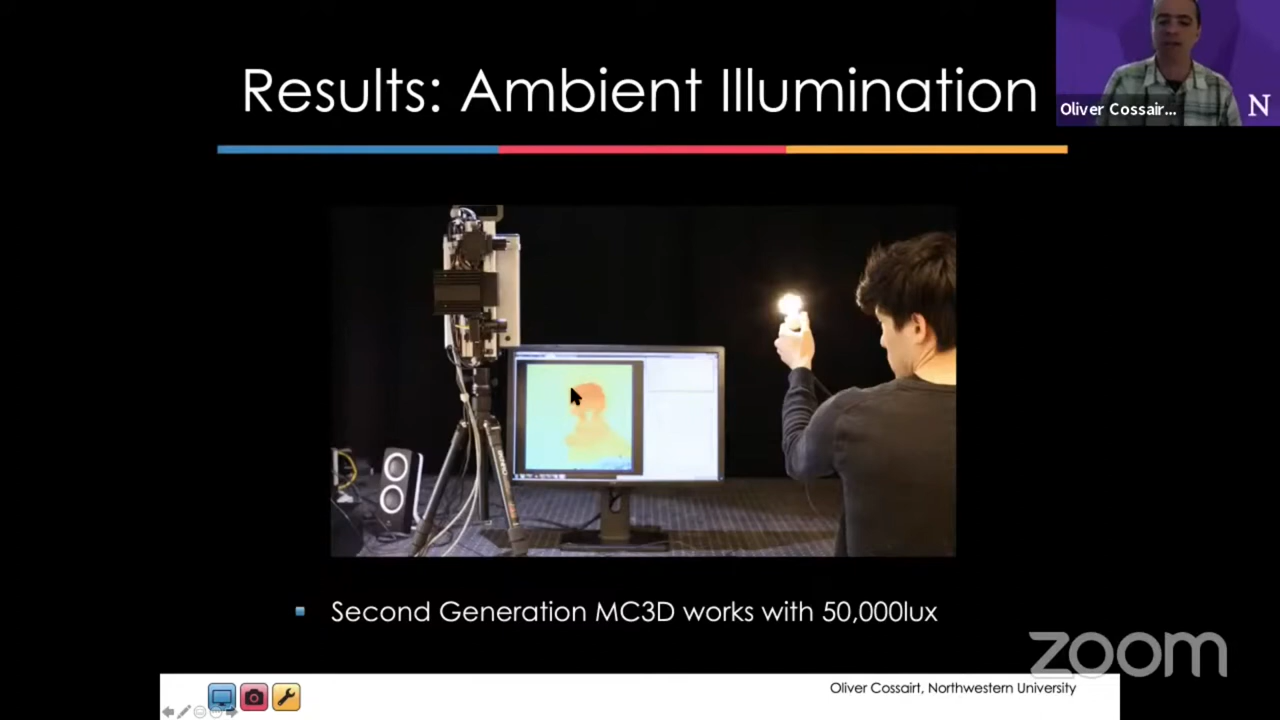 Results: Ambient Illumination
Oliver Cossair...
N
Second Generation MC3D works with 50,000lux
zoom
Oliver Cossairt, Northwestern University